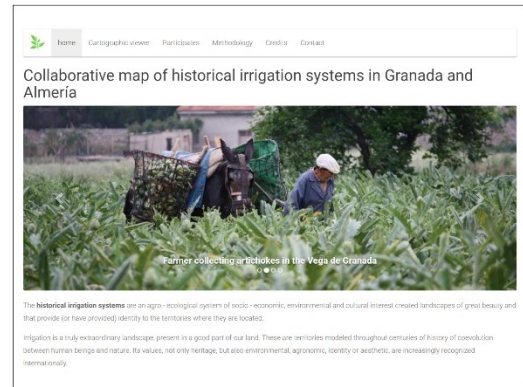 home Cartographic viewer Participates Methodology Credits Contact
Collaborative map of historical irrigation systems in Granada and
Almería
Farmer collecting artichokes in the Vega de Granada
The historical irrigation systems are an agro - ecological system of socio - economic, environmental and cultural interest created landscapes of great beauty and
that provide (or have provided) identity to the territories where they are located.
Irrigation is a truly extraordinary landscape, present in a good part of our land. These are territories modeled throughout centuries of history of coevolution
between human beings and nature. Its values, not only heritage, but also environmental, agronomic, identity or aesthetic, are increasingly recognized
internationally.